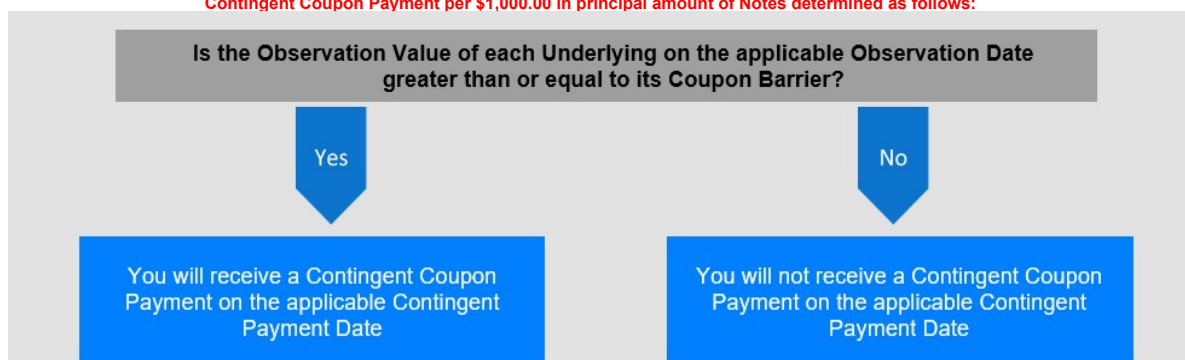 Contingent Coupon Payment per $1,000.00 in principal amount of Notes determined as follows:
Is the Observation Value of each Underlying on the applicable Observation Date
greater than or equal to its Coupon Barrier?
Yes
No
You will receive a Contingent Coupon
Payment on the applicable Contingent
Payment Date
You will not receive a Contingent Coupon
Payment on the applicable Contingent
Payment Date